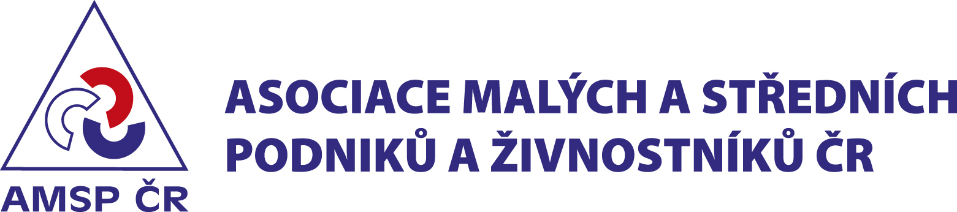 ASOCIACE MALÝCH A STŘEDNÍCH
PODNIKŮ A ŽIVNOSTNÍKŮ ČR
AMSP ČR